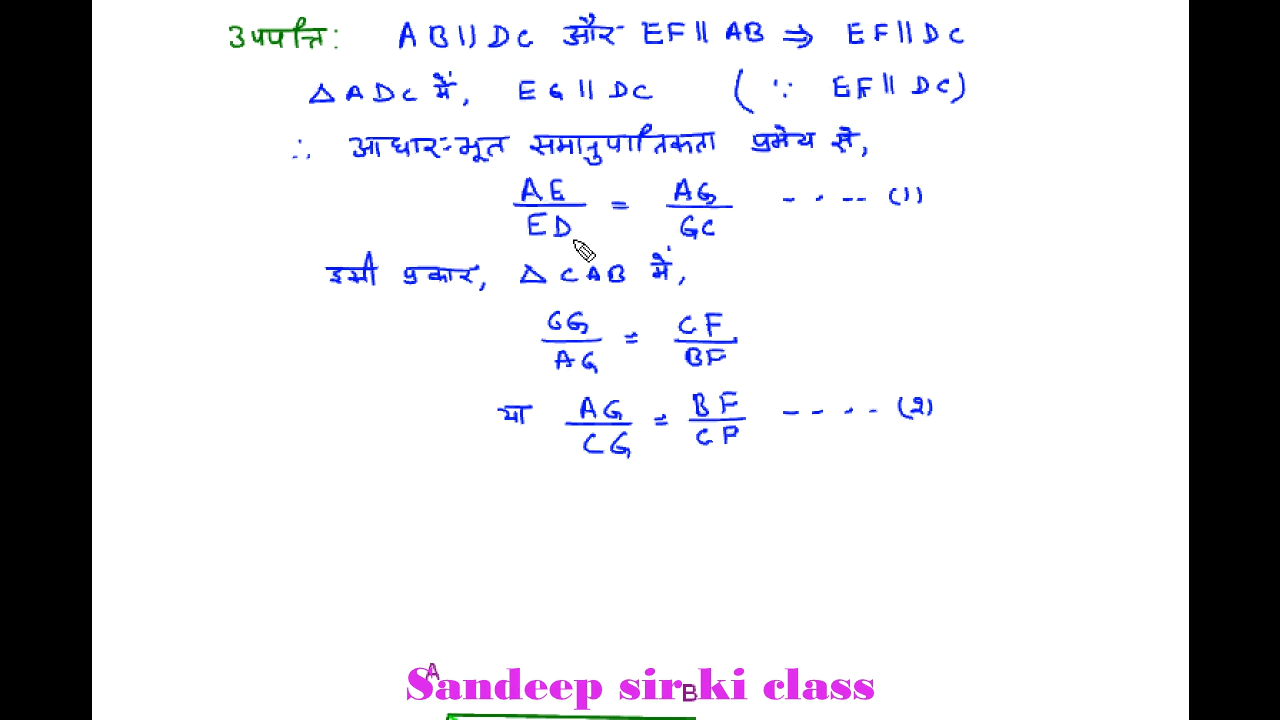 उपपत्ति: AB || DC और EF || AB ⇒ EF || DC
△ADC में, EG || DC (∵ EF || DC)
∴ आधारभूत समानुपातिकता प्रमेय से,
AE/ED = AG/GC ---- (1)
इसी प्रकार, △CAB में,
CG/AG = CF/BF
या AG/CG = BF/CF ---- (2)
A
Sandeep sir ki class
B